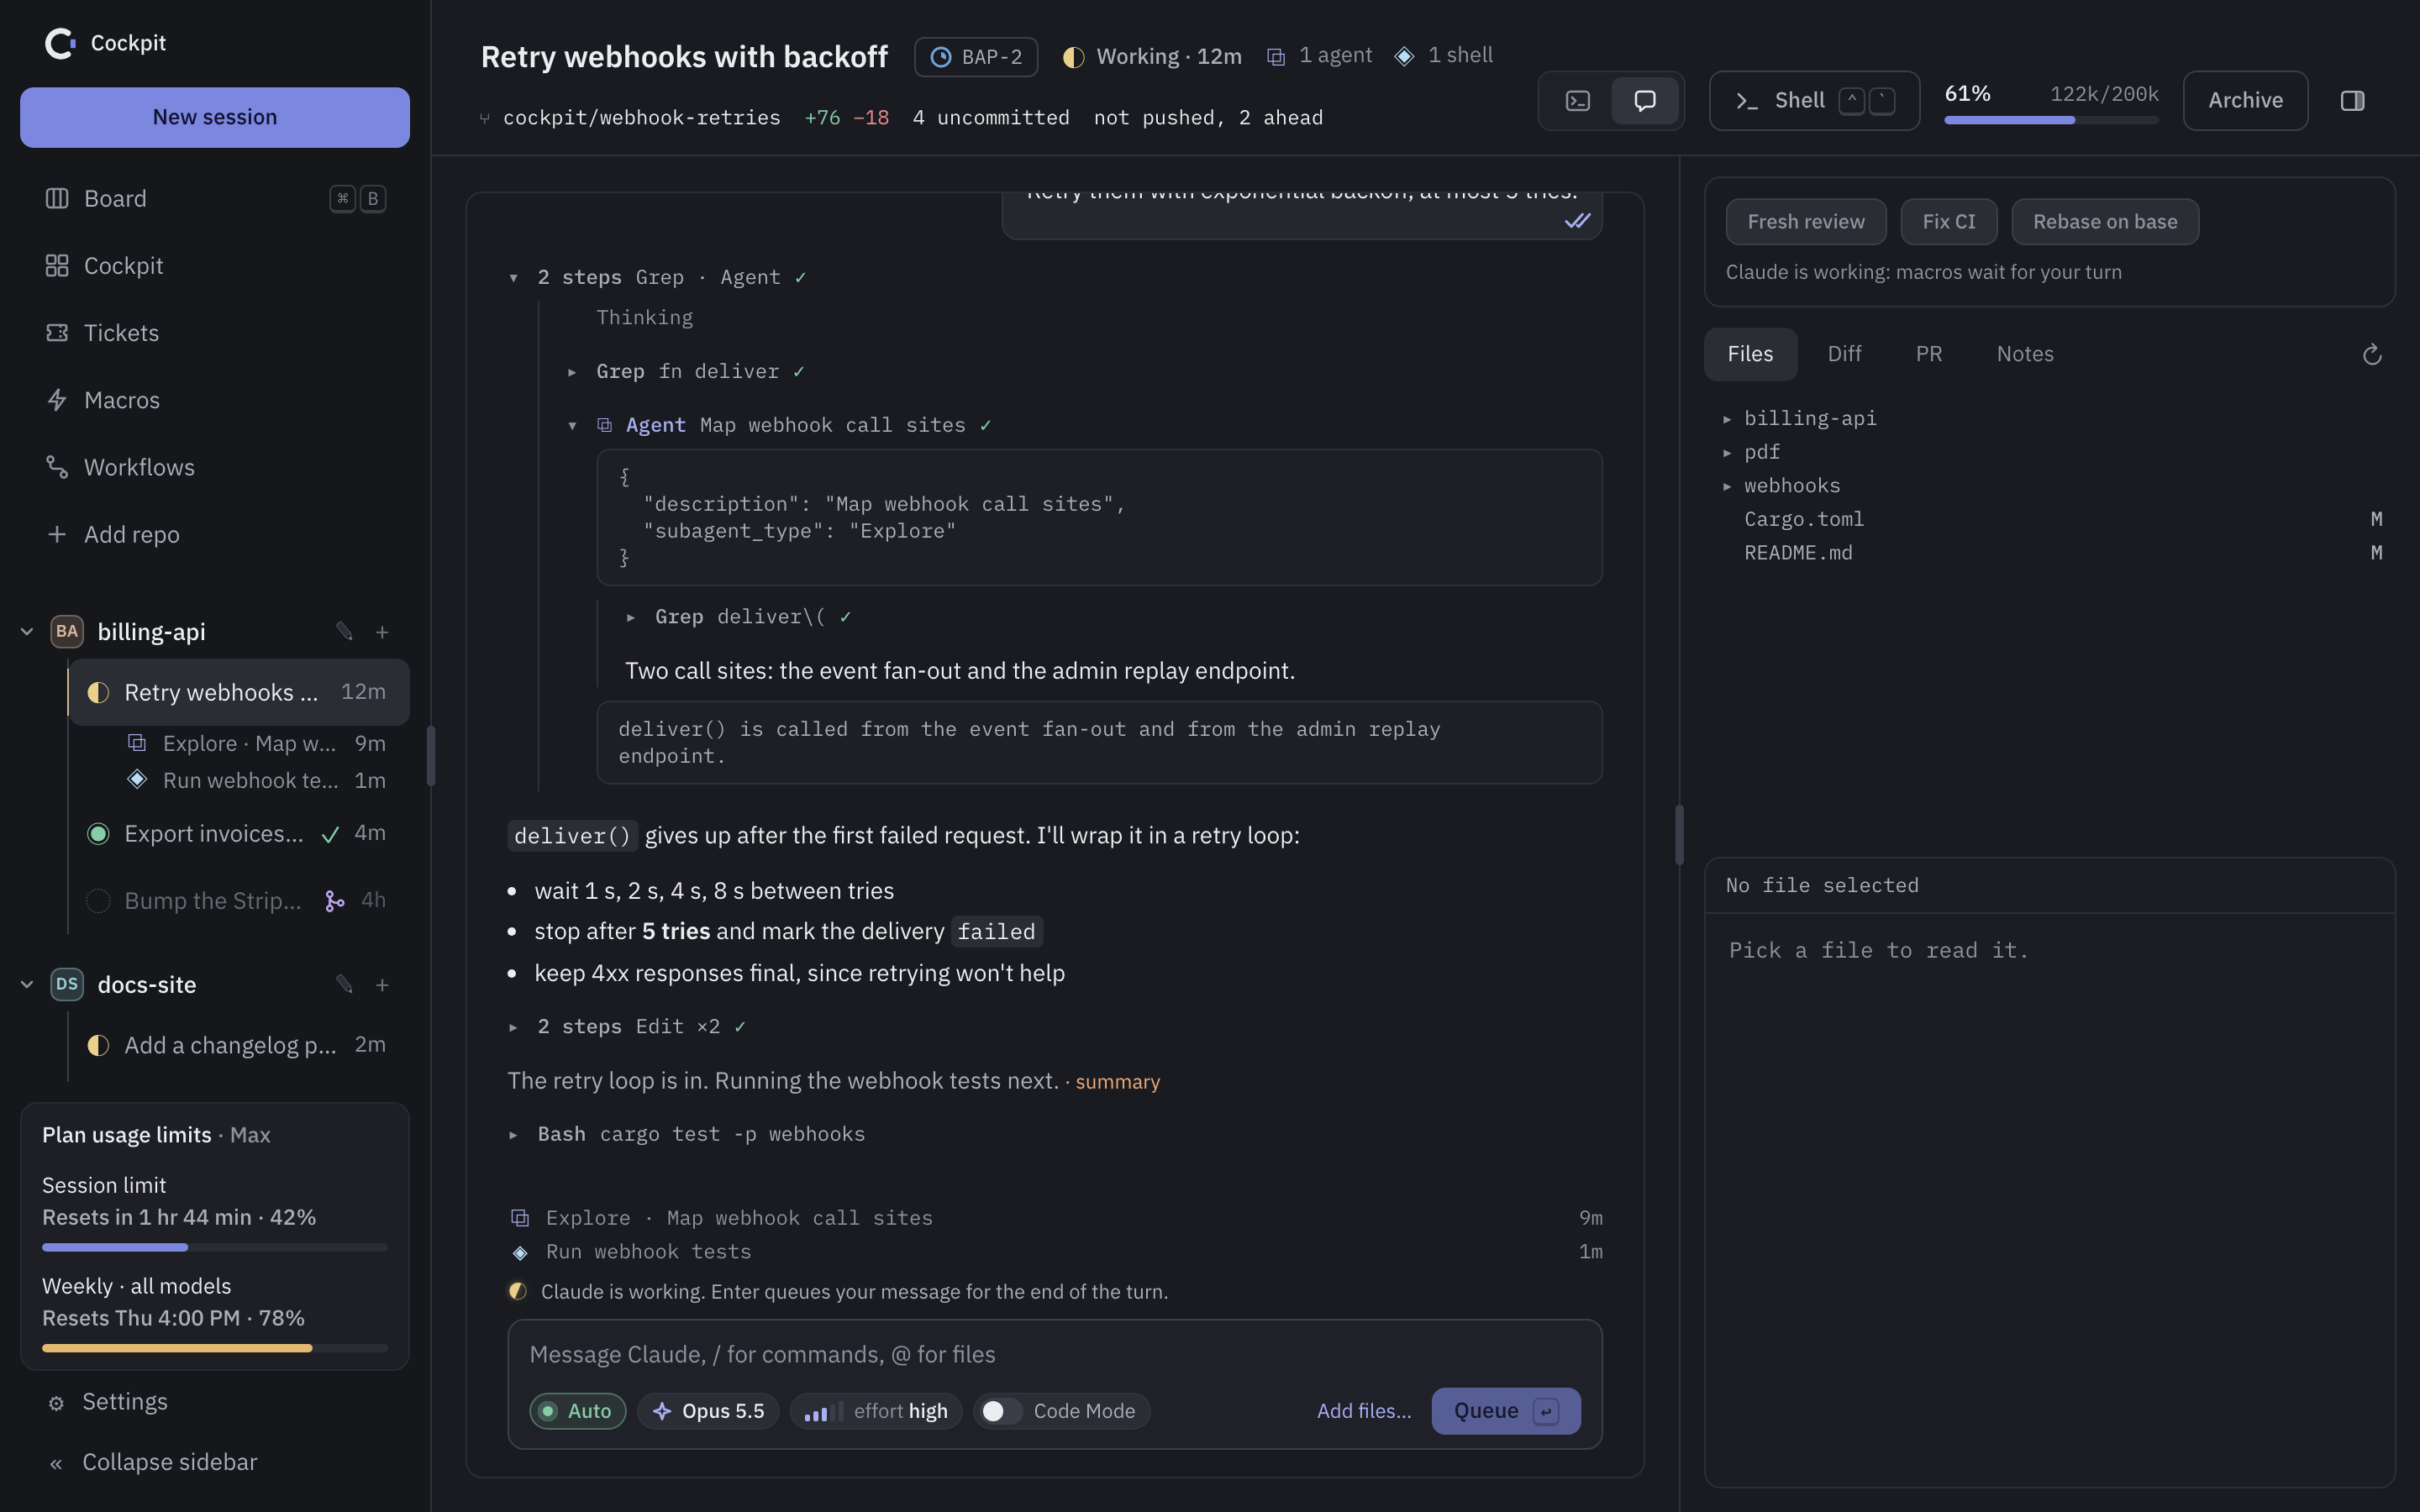 Cockpit
New session
Board ⌘ B
Cockpit
Tickets
Macros
Workflows
+ Add repo
BA billing-api +
Retry webhooks ... 12m
Explore · Map w... 9m
Run webhook te... 1m
Export invoices... ✓ 4m
Bump the Strip... 4h
DS docs-site +
Add a changelog p... 2m
Plan usage limits · Max
Session limit
Resets in 1 hr 44 min · 42%
Weekly · all models
Resets Thu 4:00 PM · 78%
Settings
« Collapse sidebar
Retry webhooks with backoff BAP-2 Working · 12m 1 agent 1 shell
cockpit/webhook-retries +76 −18 4 uncommitted not pushed, 2 ahead
Shell ^ ` 61% 122k/200k Archive
Retry them with exponential backoff, at most 5 tries.
2 steps Grep · Agent ✓
Thinking
Grep fn deliver ✓
Agent Map webhook call sites ✓
{
"description": "Map webhook call sites",
"subagent_type": "Explore"
}
Grep deliver\( ✓
Two call sites: the event fan-out and the admin replay endpoint.
deliver() is called from the event fan-out and from the admin replay
endpoint.
deliver() gives up after the first failed request. I'll wrap it in a retry loop:
• wait 1 s, 2 s, 4 s, 8 s between tries
• stop after 5 tries and mark the delivery failed
• keep 4xx responses final, since retrying won't help
2 steps Edit ×2 ✓
The retry loop is in. Running the webhook tests next. · summary
Bash cargo test -p webhooks
Explore · Map webhook call sites 9m
Run webhook tests 1m
Claude is working. Enter queues your message for the end of the turn.
Message Claude, / for commands, @ for files
Auto Opus 5.5 effort high Code Mode Add files... Queue ↩
Fresh review Fix CI Rebase on base
Claude is working: macros wait for your turn
Files Diff PR Notes
billing-api
pdf
webhooks
Cargo.toml M
README.md M
No file selected
Pick a file to read it.